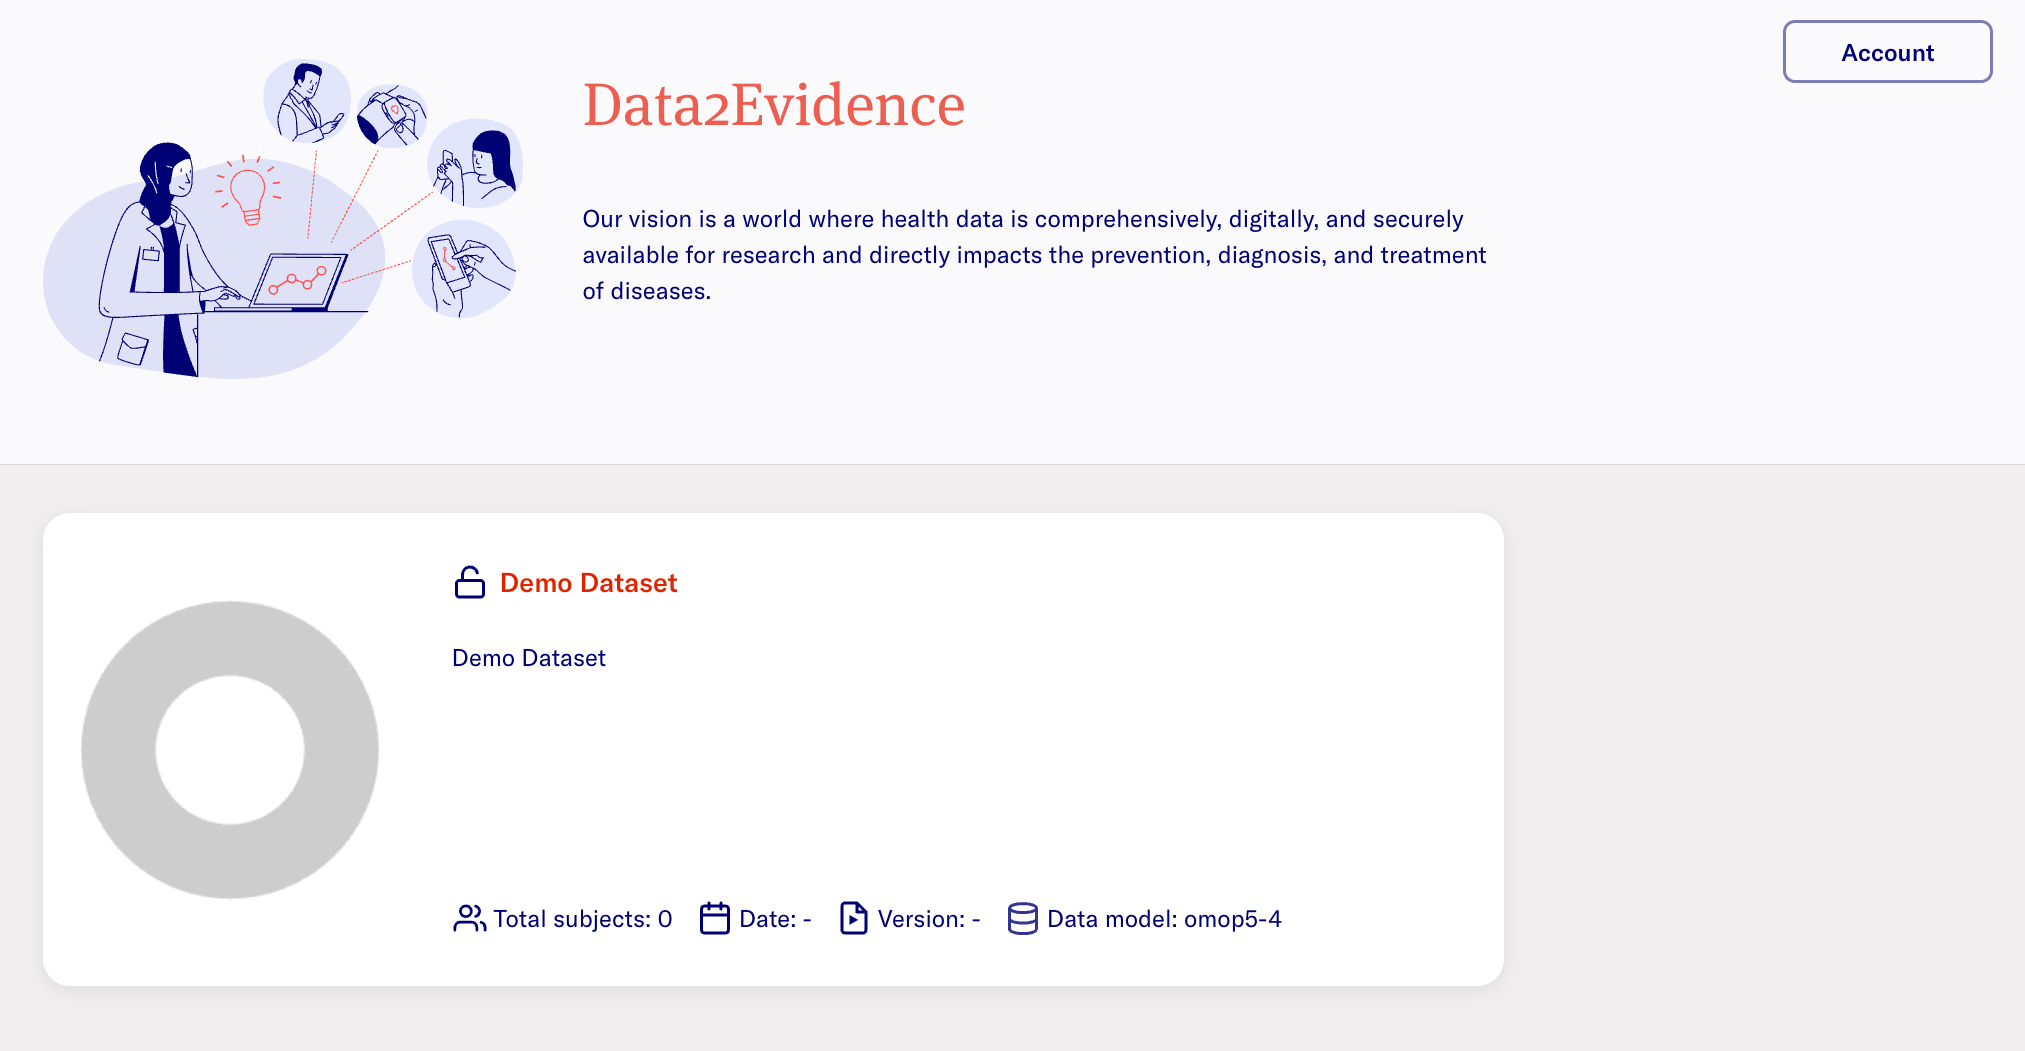 Account
Data2Evidence
Our vision is a world where health data is comprehensively, digitally, and securely
available for research and directly impacts the prevention, diagnosis, and treatment
of diseases.
Demo Dataset
Demo Dataset
Total subjects: 0 Date: - Version: - Data model: omop5-4